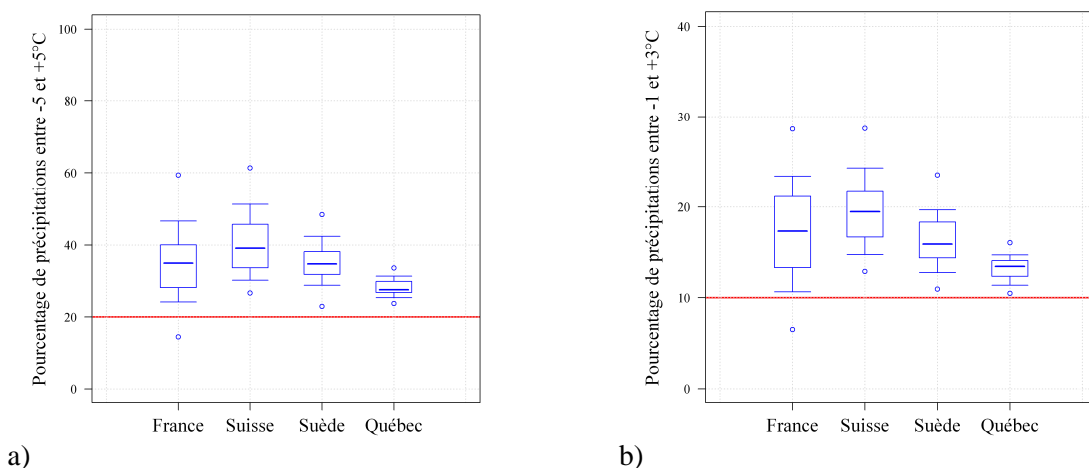 Pourcentage de précipitations entre -5 et +5°C
100
80
60
40
20
0
France Suisse Suède Québec
a)
Pourcentage de précipitations entre -1 et +3°C
40
30
20
10
0
France Suisse Suède Québec
b)